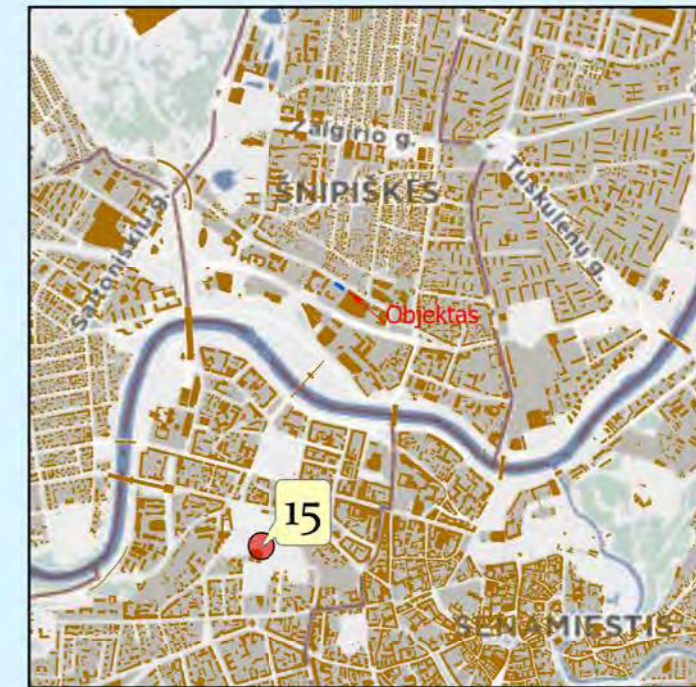 Žalgirio g.
ŠNIPIŠKĖS
Tuskulėnų g.
Saltoniškių g.
Objektas
15
SENAMIESTIS